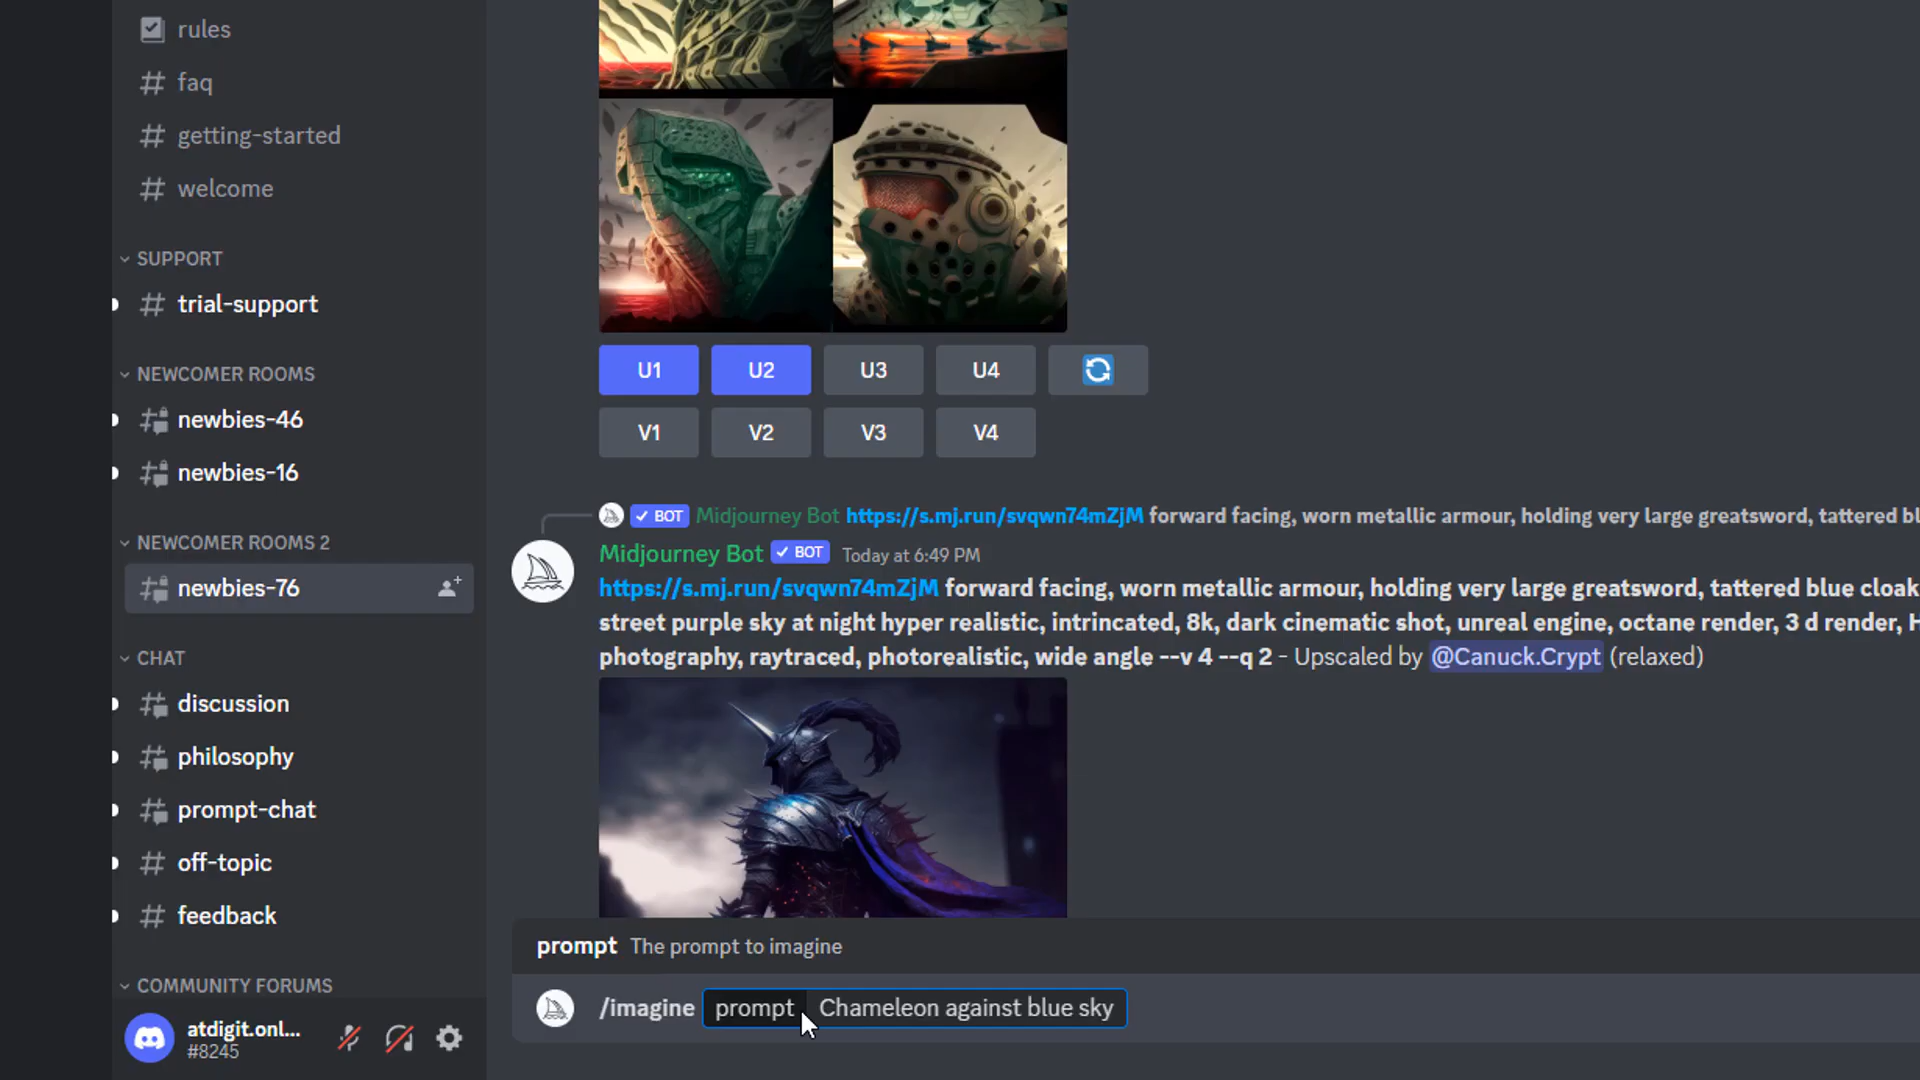 rules
faq
getting-started
welcome
SUPPORT
trial-support
NEWCOMER ROOMS
newbies-46
newbies-16
NEWCOMER ROOMS 2
newbies-76
CHAT
discussion
philosophy
prompt-chat
off-topic
feedback
COMMUNITY FORUMS
atdigit.onl...
#8245
U1 U2 U3 U4
V1 V2 V3 V4
BOT Midjourney Bot https://s.mj.run/svqwn74mZjM forward facing, worn metallic armour, holding very large greatsword, tattered
Midjourney Bot BOT Today at 6:49 PM
https://s.mj.run/svqwn74mZjM forward facing, worn metallic armour, holding very large greatsword, tattered blue cloak
street purple sky at night hyper realistic, intrincated, 8k, dark cinematic shot, unreal engine, octane render, 3 d render,
photography, raytraced, photorealistic, wide angle --v 4 --q 2 - Upscaled by @Canuck.Crypt (relaxed)
prompt The prompt to imagine
/imagine prompt Chameleon against blue sky